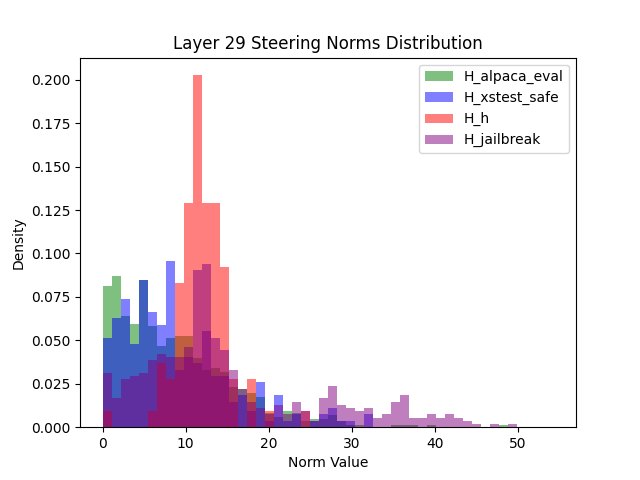 Layer 29 Steering Norms Distribution
H_alpaca_eval
H_xstest_safe
H_h
H_jailbreak
0.200
0.175
0.150
0.125
0.100
0.075
0.050
0.025
0.000
Density
0 10 20 30 40 50
Norm Value